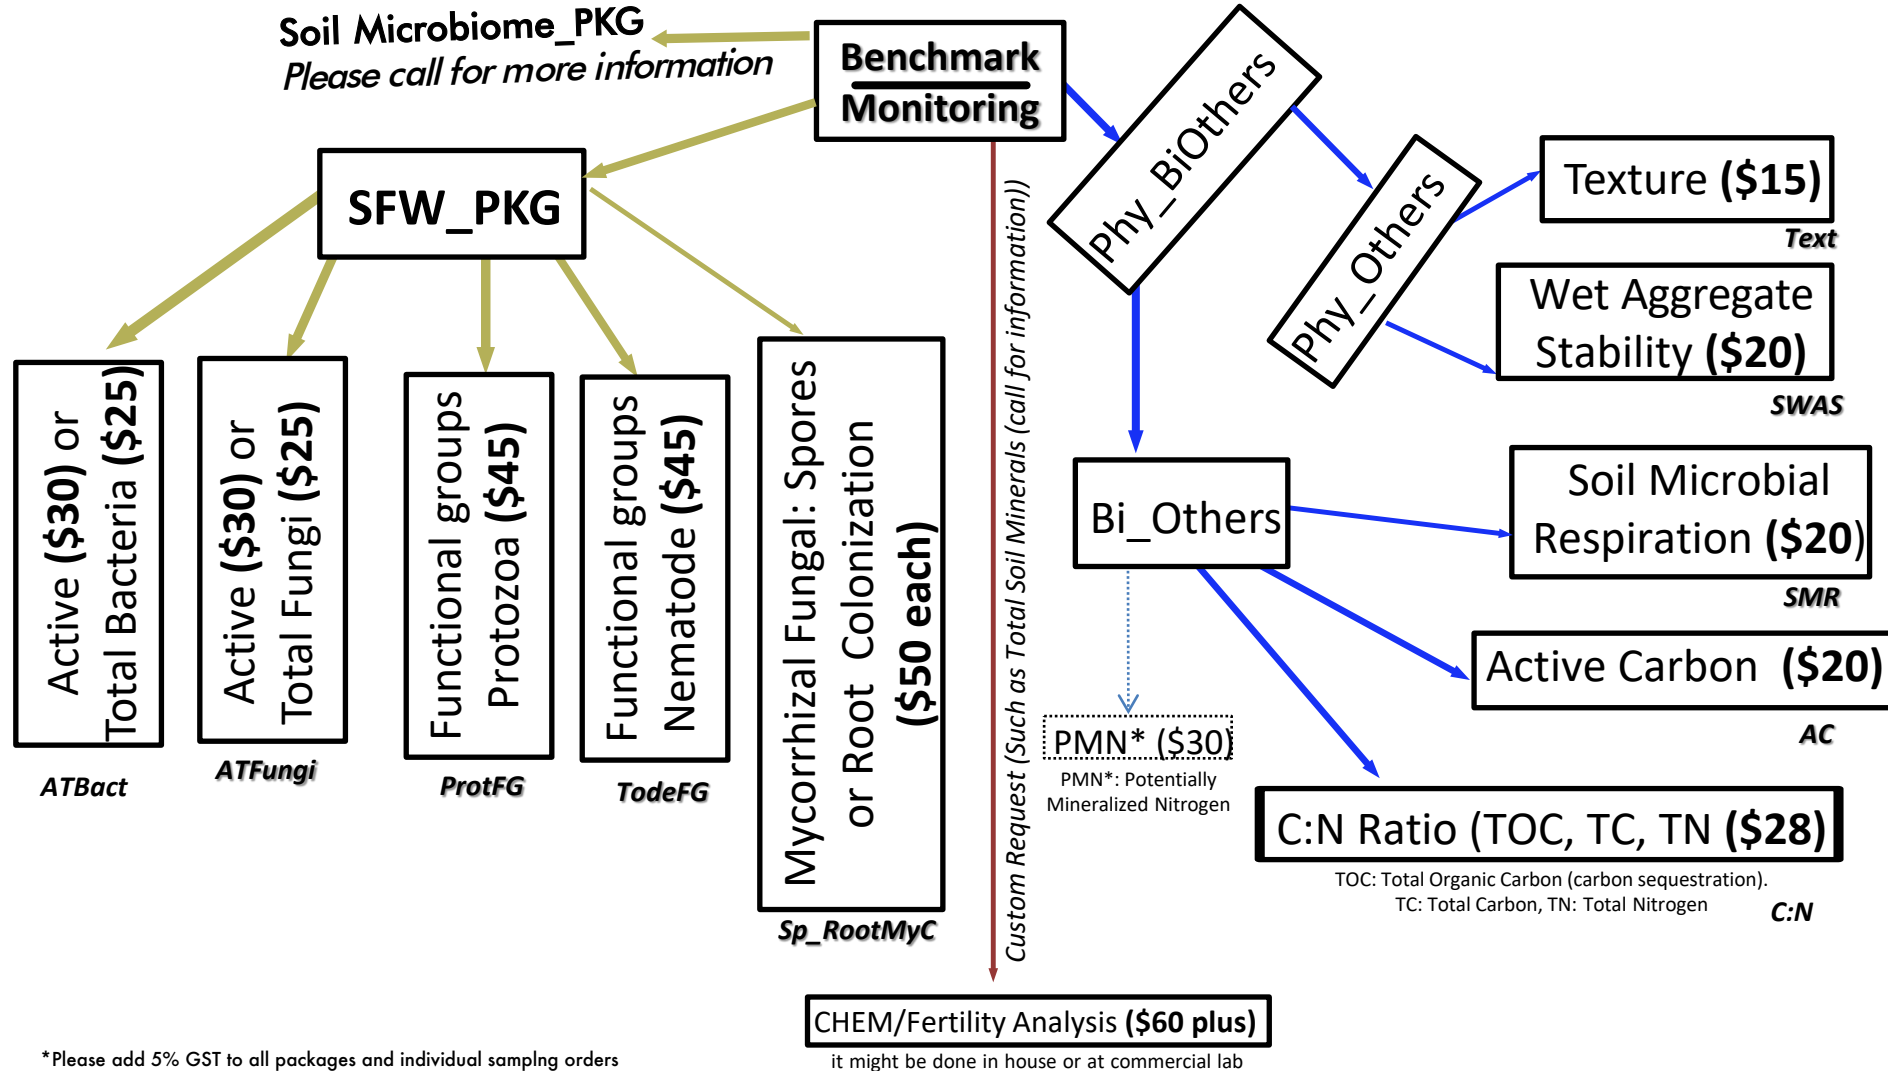 Soil Microbiome_PKG
Please call for more information
Benchmark
Monitoring
SFW_PKG
Active ($30) or
Total Bacteria ($25)
ATBact
Active ($30) or
Total Fungi ($25)
ATFungi
Functional groups
Protozoa ($45)
ProtFG
Functional groups
Nematode ($45)
TodeFG
Mycorrhizal Fungal: Spores
or Root Colonization
($50 each)
Sp_RootMyC
Custom Request (Such as Total Soil Minerals (call for information))
Phy_BiOthers
Phy_Others
Texture ($15)
Text
Wet Aggregate
Stability ($20)
SWAS
Bi_Others
Soil Microbial
Respiration ($20)
SMR
Active Carbon ($20)
AC
PMN* ($30)
PMN*: Potentially
Mineralized Nitrogen
C:N Ratio (TOC, TC, TN ($28)
TOC: Total Organic Carbon (carbon sequestration).
TC: Total Carbon, TN: Total Nitrogen
C:N
CHEM/Fertility Analysis ($60 plus)
it might be done in house or at commercial lab
*Please add 5% GST to all packages and individual samplng orders